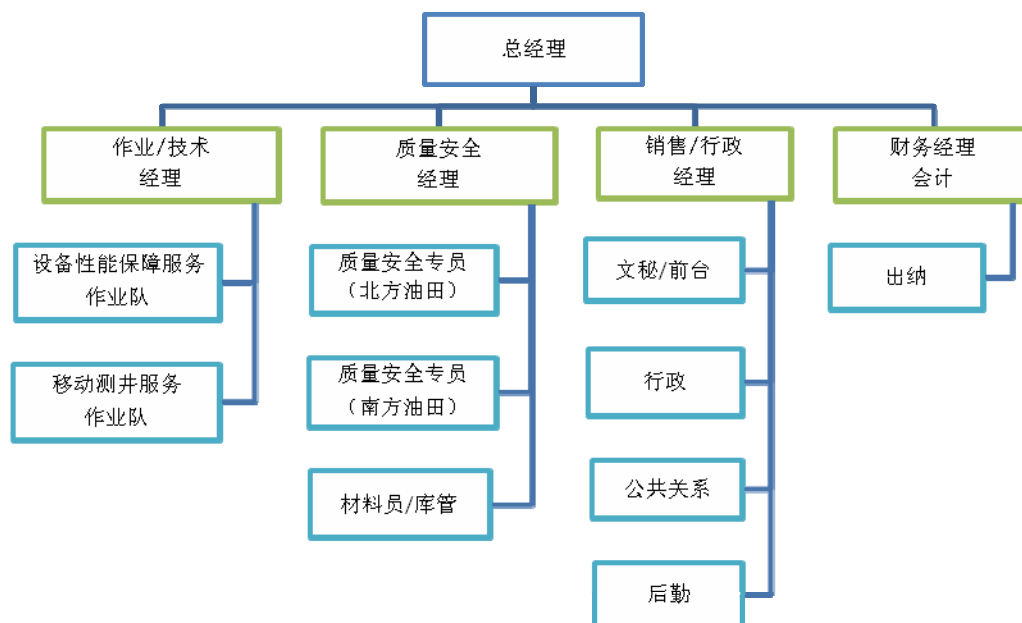 总经理
作业/技术
经理
质量安全
经理
销售/行政
经理
财务经理
会计
设备性能保障服务
作业队
质量安全专员
（北方油田）
文秘/前台
出纳
移动测井服务
作业队
质量安全专员
（南方油田）
行政
材料员/库管
公共关系
后勤